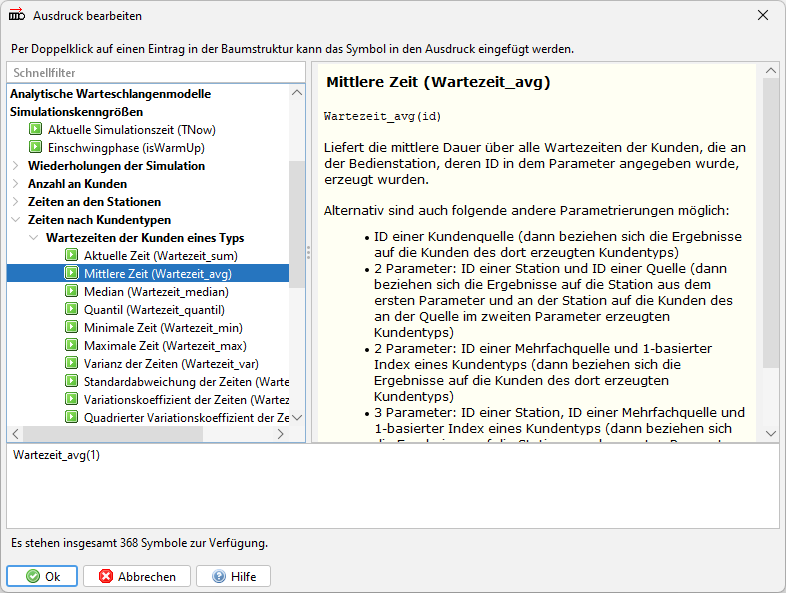 Ausdruck bearbeiten
Per Doppelklick auf einen Eintrag in der Baumstruktur kann das Symbol in den Ausdruck eingefügt werden.
Schnellfilter
Analytische Warteschlangenmodelle
Simulationskenngrößen
Aktuelle Simulationszeit (TNow)
Einschwingphase (isWarmUp)
Wiederholungen der Simulation
Anzahl an Kunden
Zeiten an den Stationen
Zeiten nach Kundentypen
Wartezeiten der Kunden eines Typs
Aktuelle Zeit (Wartezeit_sum)
Mittlere Zeit (Wartezeit_avg)
Median (Wartezeit_median)
Quantil (Wartezeit_quantil)
Minimale Zeit (Wartezeit_min)
Maximale Zeit (Wartezeit_max)
Varianz der Zeiten (Wartezeit_var)
Standardabweichung der Zeiten (Warte
Variationskoeffizient der Zeiten (Wartez
Quadrierter Variationskoeffizient der Ze
Mittlere Zeit (Wartezeit_avg)
Wartezeit_avg(id)
Liefert die mittlere Dauer über alle Wartezeiten der Kunden, die an
der Bedienstation, deren ID in dem Parameter angegeben wurde,
erzeugt wurden.
Alternativ sind auch folgende andere Parametrierungen möglich:
• ID einer Kundenquelle (dann beziehen sich die Ergebnisse
auf die Kunden des dort erzeugten Kundentyps)
• 2 Parameter: ID einer Station und ID einer Quelle (dann
beziehen sich die Ergebnisse auf die Station aus dem
ersten Parameter und an der Station auf die Kunden des
an der Quelle im zweiten Parameter erzeugten
Kundentyps)
• 2 Parameter: ID einer Mehrfachquelle und 1-basierter
Index eines Kundentyps (dann beziehen sich die
Ergebnisse auf die Kunden des dort erzeugten
Kundentyps)
• 3 Parameter: ID einer Station, ID einer Mehrfachquelle und
1-basierter Index eines Kundentyps (dann beziehen sich
Wartezeit_avg(1)
Es stehen insgesamt 368 Symbole zur Verfügung.
Ok
Abbrechen
Hilfe